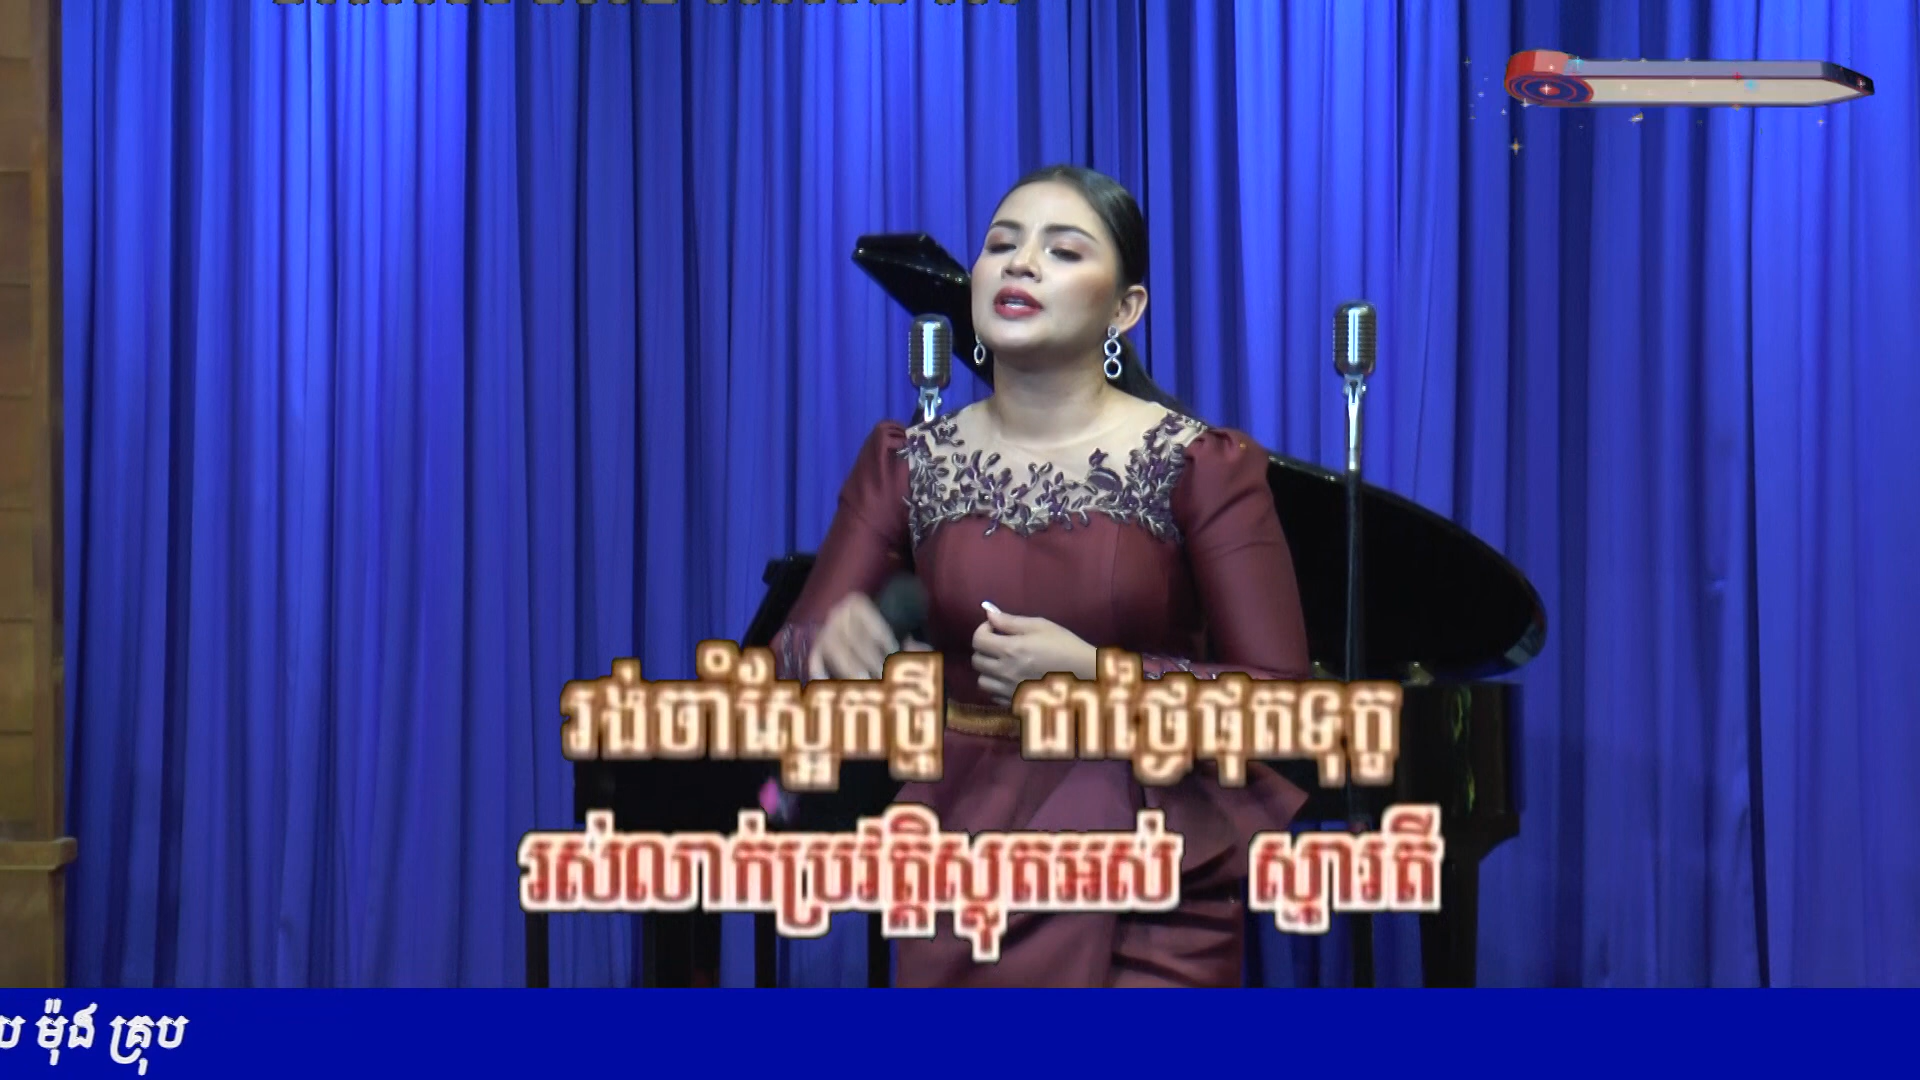 រង់ចាំស្អែកថ្មី ជាថ្ងៃផុតទុក្ខ
រស់លាក់ប្រវត្តិស្លូតអស់ ស្មារតី
ម៉ុង គ្រុប